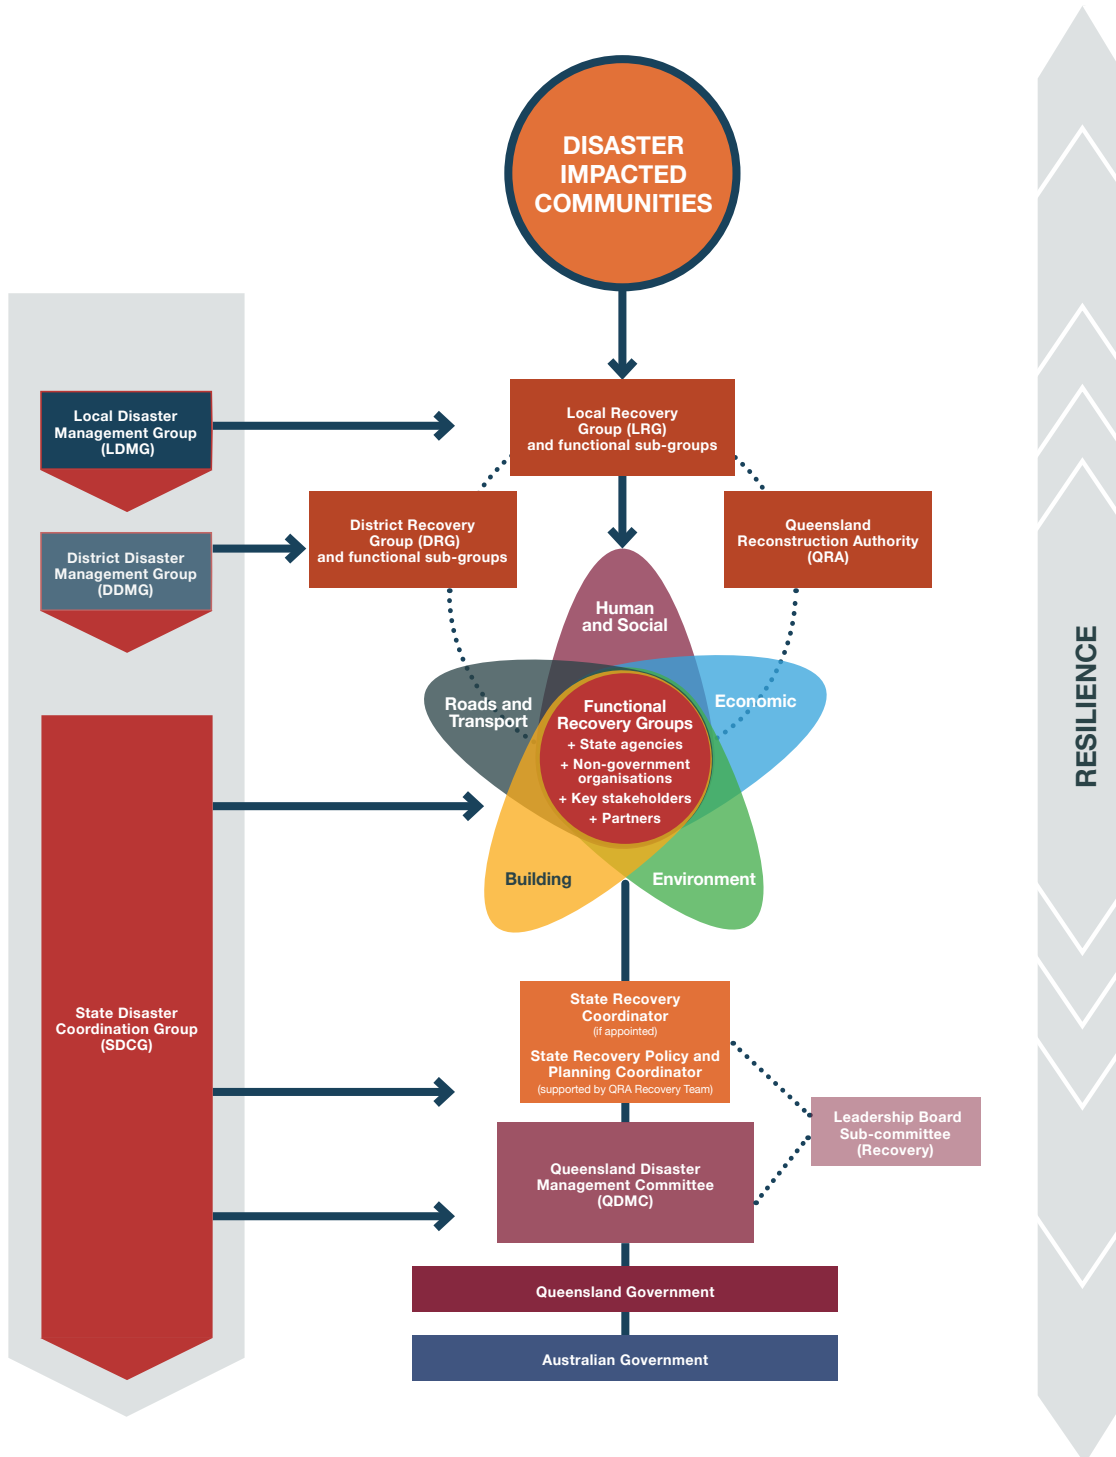 DISASTER
IMPACTED
COMMUNITIES
Local Disaster
Management Group
(LDMG)
Local Recovery
Group (LRG)
and functional sub-groups
District Disaster
Management Group
(DDMG)
District Recovery
Group (DRG)
and functional sub-groups
Queensland
Reconstruction Authority
(QRA)
Human
and Social
Roads and
Transport
Economic
Functional
Recovery Groups
+ State agencies
+ Non-government
organisations
+ Key stakeholders
+ Partners
Building
Environment
RESILIENCE
State Disaster
Coordination Group
(SDCG)
State Recovery
Coordinator
(if appointed)
State Recovery Policy and
Planning Coordinator
(supported by QRA Recovery Team)
Leadership Board
Sub-committee
(Recovery)
Queensland Disaster
Management Committee
(QDMC)
Queensland Government
Australian Government